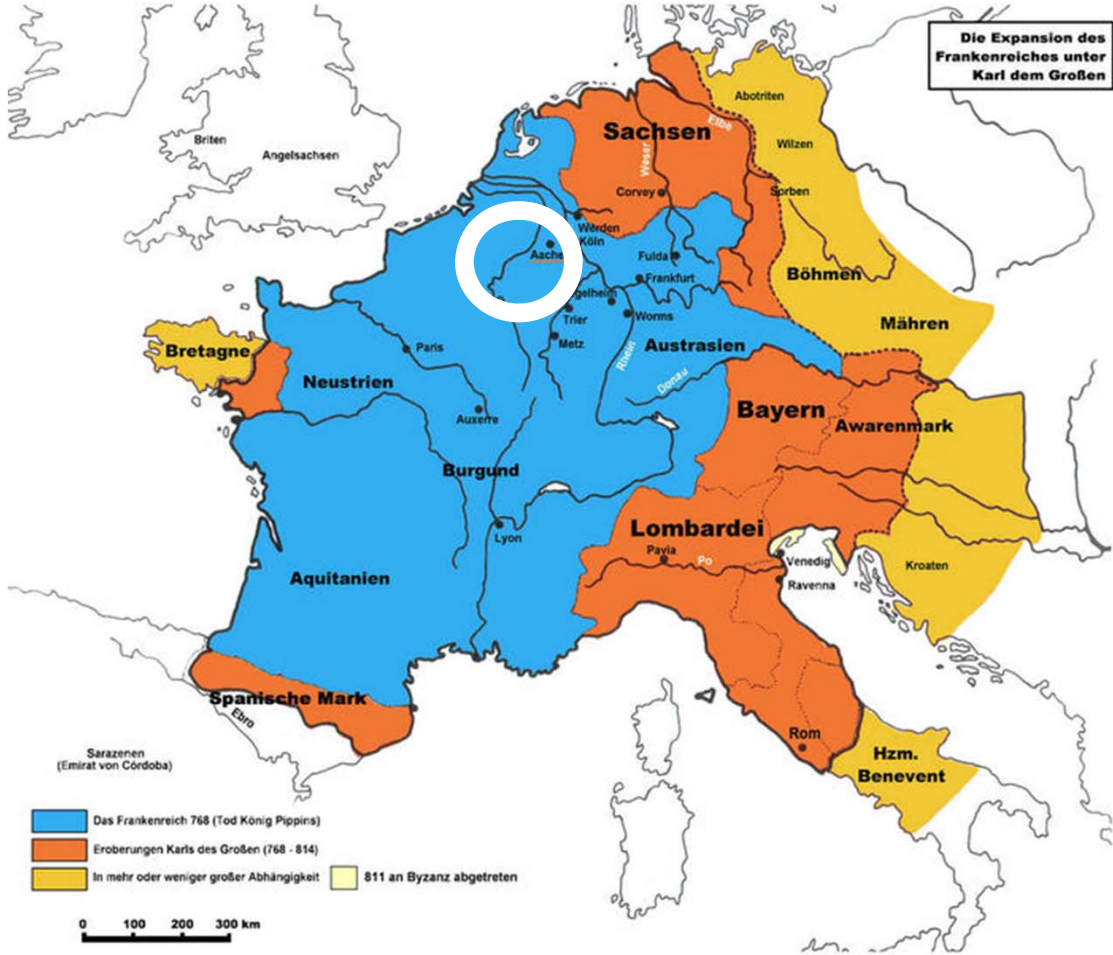 Die Expansion des
Frankenreiches unter
Karl dem Großen
Abotriten
Elbe
Sachsen
Briten
Angelsachsen
Wilzen
Weser
Corvey
Sorben
Werden
Köln
Aache
Fulda
Böhmen
Frankfurt
gelheim
Trier
Worms
Mähren
Metz
Bretagne
Paris
Rhein
Austrasien
Neustrien
Donau
Auxerre
Bayern
Awarenmark
Burgund
Lyon
Lombardei
Pavia
Po
Venedig
Kroaten
Aquitanien
Ravenna
Spanische Mark
Ebro
Rom
Hzm.
Benevent
Sarazenen
(Emirat von Córdoba)
Das Frankenreich 768 (Tod König Pippins)
Eroberungen Karls des Großen (768 - 814)
In mehr oder weniger großer Abhängigkeit
811 an Byzanz abgetreten
0 100 200 300 km